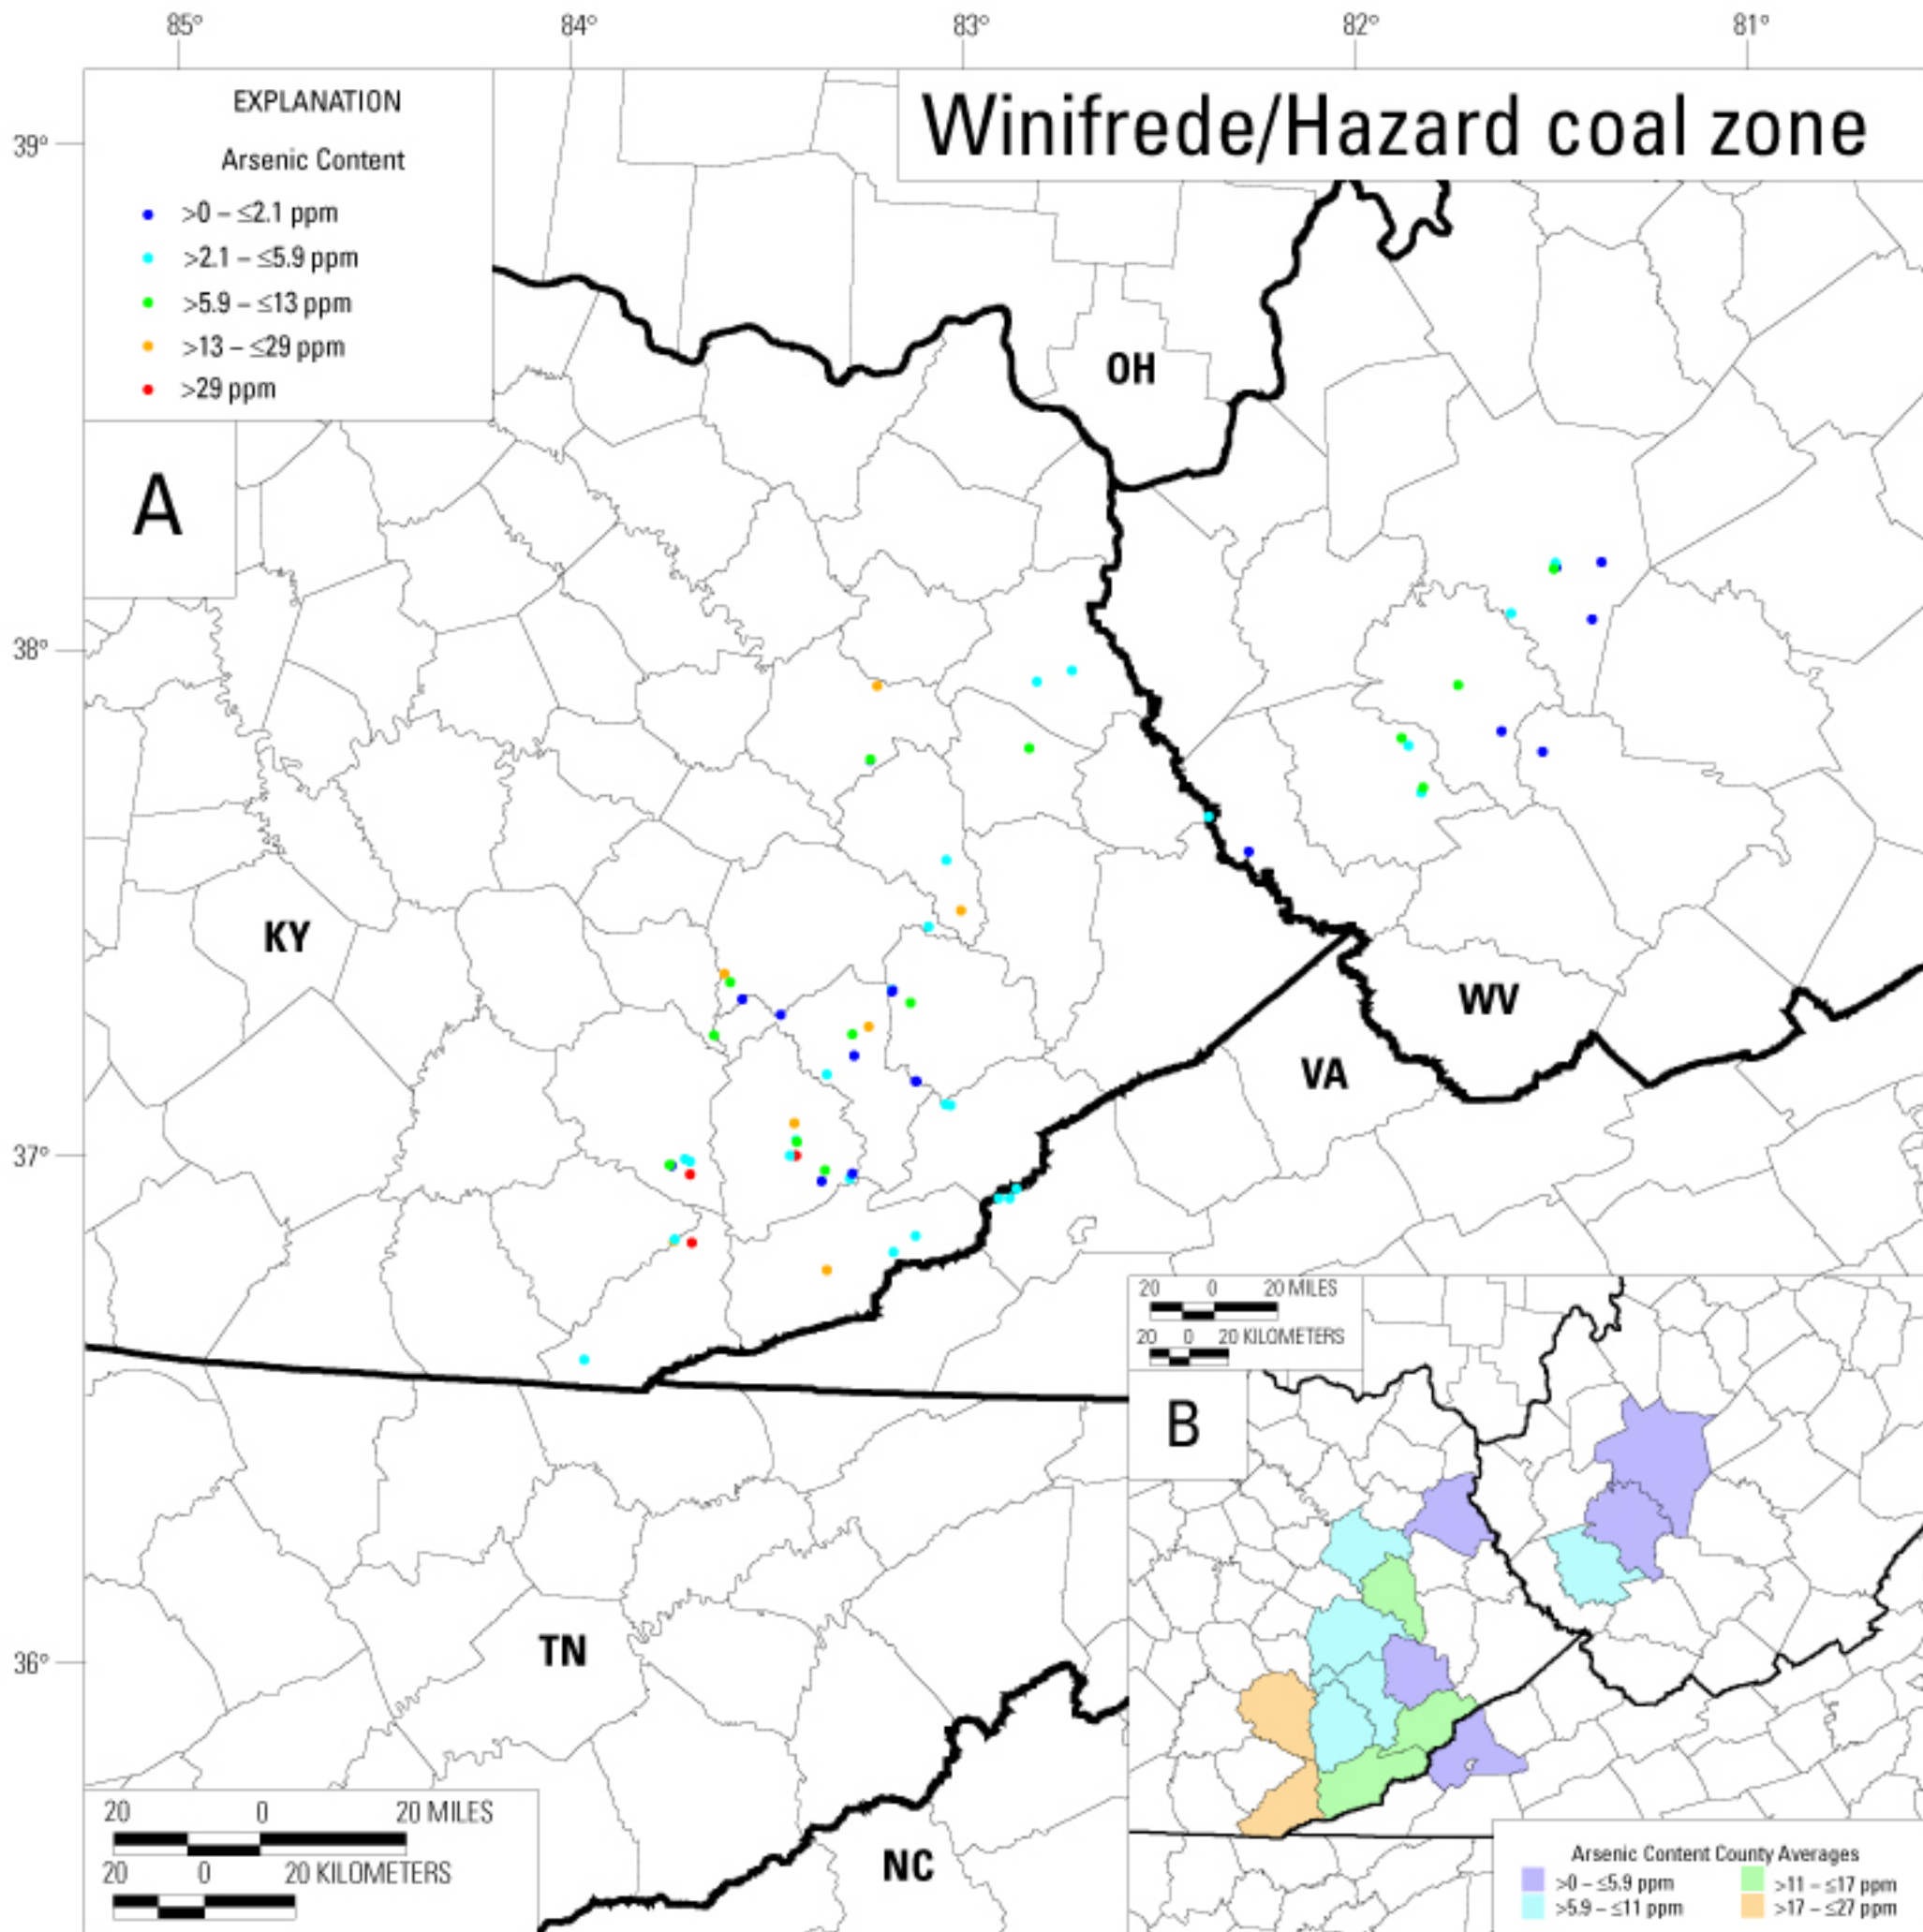 85° 84° 83° 82° 81°
Winifrede/Hazard coal zone
EXPLANATION
Arsenic Content
>0 – ≤2.1 ppm
>2.1 – ≤5.9 ppm
>5.9 – ≤13 ppm
>13 – ≤29 ppm
>29 ppm
39°
OH
A
38°
KY
WV
VA
37°
20 0 20 MILES
20 0 20 KILOMETERS
B
36°
TN
20 0 20 MILES
20 0 20 KILOMETERS
NC
Arsenic Content County Averages
>0 – ≤5.9 ppm >11 – ≤17 ppm
>5.9 – ≤11 ppm >17 – ≤27 ppm